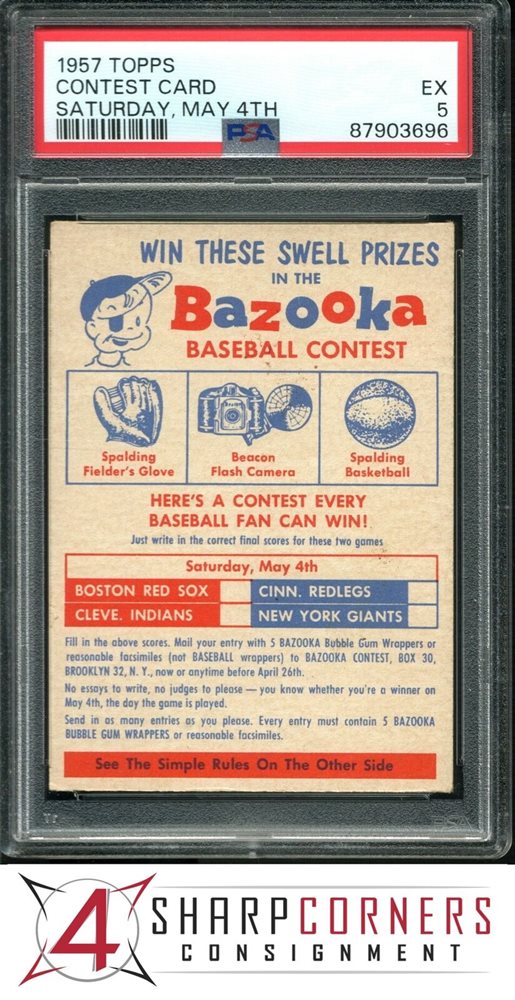 1957 TOPPS
CONTEST CARD EX
SATURDAY, MAY 4TH 5
PSA 87903696
WIN THESE SWELL PRIZES
IN THE
Bazooka
BASEBALL CONTEST
Spalding Fielder's Glove
Beacon Flash Camera
Spalding Basketball
HERE'S A CONTEST EVERY
BASEBALL FAN CAN WIN!
Just write in the correct final scores for these two games
Saturday, May 4th
BOSTON RED SOX CINN. REDLEGS
CLEVE. INDIANS NEW YORK GIANTS
Fill in the above scores. Mail your entry with 5 BAZOOKA Bubble Gum Wrappers or
reasonable facsimiles (not BASEBALL wrappers) to BAZOOKA CONTEST, BOX 30,
BROOKLYN 32, N. Y., now or anytime before April 26th.
No essays to write, no judges to please — you know whether you're a winner on
May 4th, the day the game is played.
Send in as many entries as you please. Every entry must contain 5 BAZOOKA
BUBBLE GUM WRAPPERS or reasonable facsimiles.
See The Simple Rules On The Other Side
4 SHARPCORNERS
CONSIGNMENT